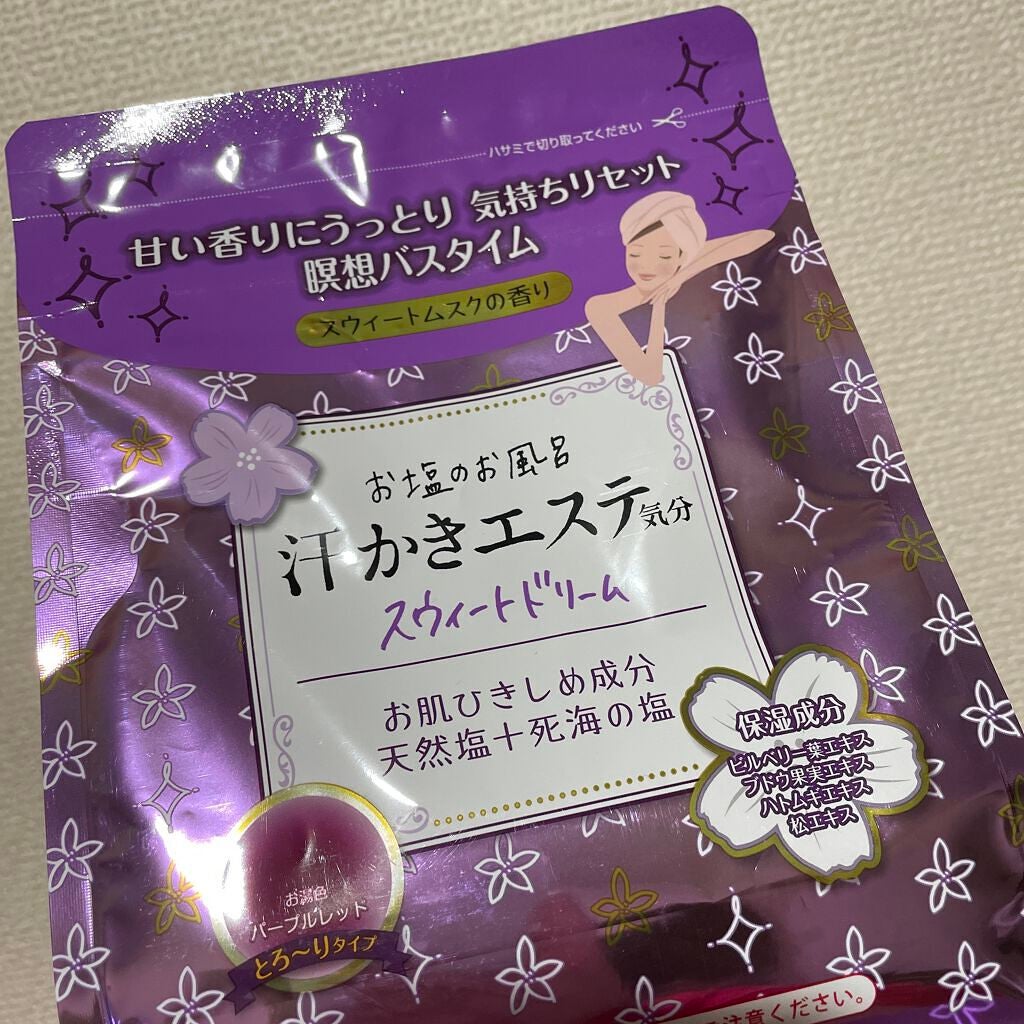 ハサミで切り取ってください
甘い香りにうっとり 気持ちリセット
瞑想バスタイム
スウィートムスクの香り
お塩のお風呂
汗かきエステ気分
スウィートドリーム
お肌ひきしめ成分
天然塩+死海の塩
保湿成分
ビルベリー葉エキス
ブドウ果実エキス
ハトムギエキス
松エキス
お湯色
パープルレッド
とろ〜りタイプ
注意ください。